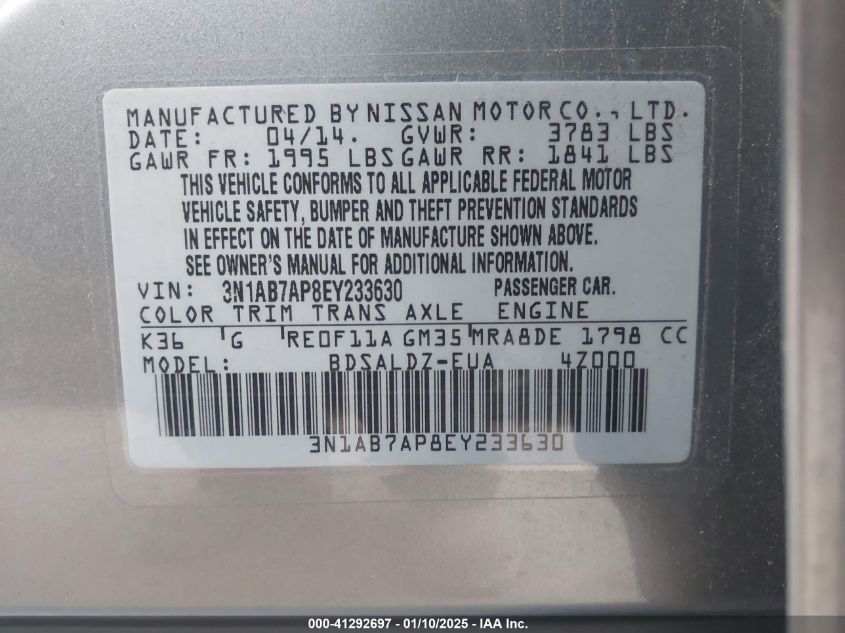 MANUFACTURED BY NISSAN MOTOR CO., LTD.
DATE: 04/14. GVWR: 3783 LBS
GAWR FR: 1995 LBS GAWR RR: 1841 LBS
THIS VEHICLE CONFORMS TO ALL APPLICABLE FEDERAL MOTOR
VEHICLE SAFETY, BUMPER AND THEFT PREVENTION STANDARDS
IN EFFECT ON THE DATE OF MANUFACTURE SHOWN ABOVE.
SEE OWNER'S MANUAL FOR ADDITIONAL INFORMATION.
VIN: 3N1AB7AP8EY233630 PASSENGER CAR.
COLOR TRIM TRANS AXLE ENGINE
K36 G RE0F11A GM35 MRA8DE 1798 CC
MODEL: BDSALDZ-EUA 4Z000
3N1AB7AP8EY233630
000-41292697 - 01/10/2025 - IAA Inc.